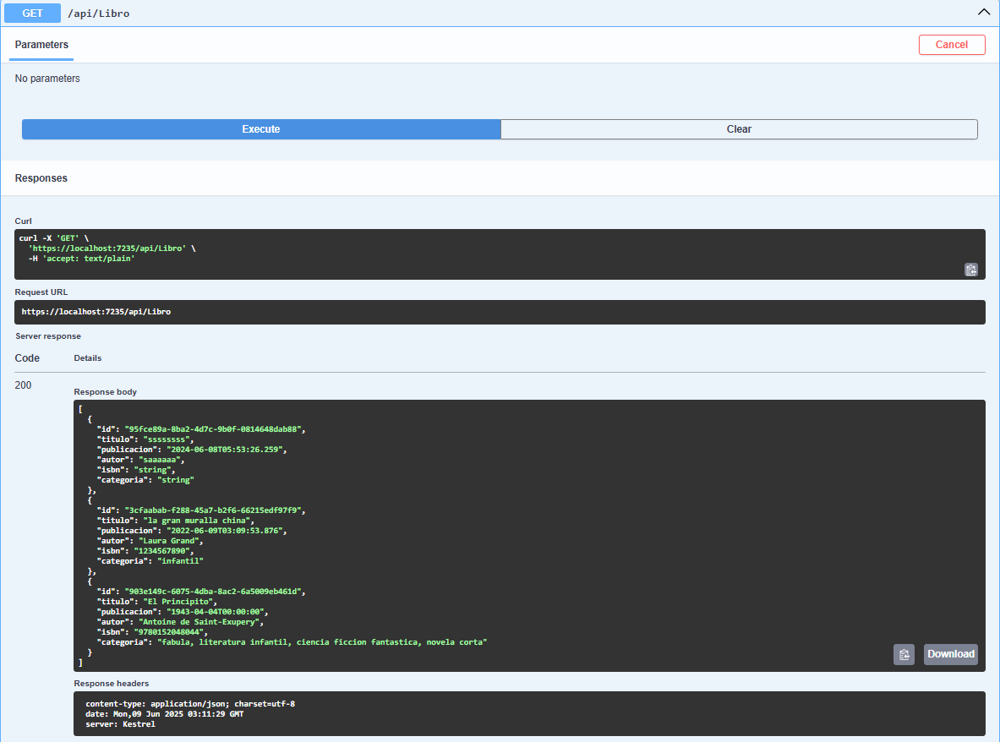 GET /api/Libro
Parameters
Cancel
No parameters
Execute
Clear
Responses
Curl
curl -X 'GET' \
  'https://localhost:7235/api/Libro' \
  -H 'accept: text/plain'
Request URL
https://localhost:7235/api/Libro
Server response
Code Details
200
Response body
[
  {
    "id": "95fce89a-8ba2-4d7c-9b0f-0814648dab88",
    "titulo": "ssssssss",
    "publicacion": "2024-06-08T05:53:26.259",
    "autor": "saaaaaa",
    "isbn": "string",
    "categoria": "string"
  },
  {
    "id": "3cfaabab-f288-45a7-b2f6-66215edf97f9",
    "titulo": "la gran muralla china",
    "publicacion": "2022-06-09T03:09:53.876",
    "autor": "Laura Grand",
    "isbn": "1234567890",
    "categoria": "infantil"
  },
  {
    "id": "903e149c-6075-4dba-8ac2-6a5009eb461d",
    "titulo": "El Principito",
    "publicacion": "1943-04-04T00:00:00",
    "autor": "Antoine de Saint-Exupery",
    "isbn": "9780152048044",
    "categoria": "fabula, literatura infantil, ciencia ficcion fantastica, novela corta"
  }
]
Download
Response headers
content-type: application/json; charset=utf-8
date: Mon,09 Jun 2025 03:11:29 GMT
server: Kestrel